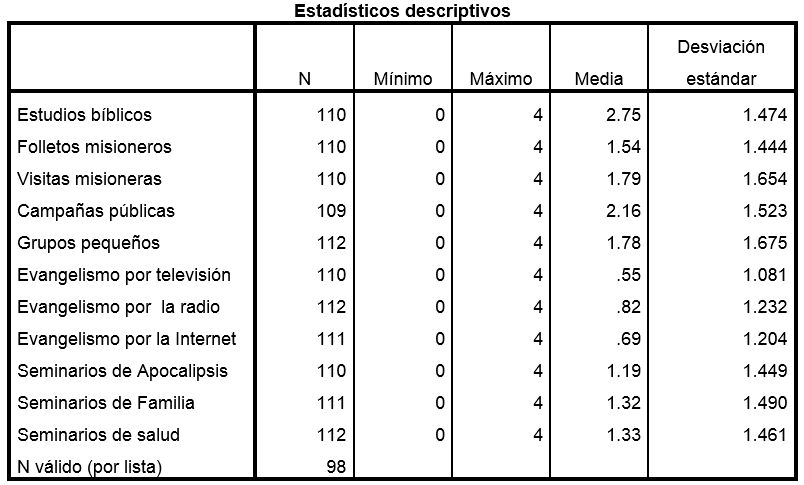 Estadísticos descriptivos
N Mínimo Máximo Media Desviación estándar
Estudios bíblicos 110 0 4 2.75 1.474
Folletos misioneros 110 0 4 1.54 1.444
Visitas misioneras 110 0 4 1.79 1.654
Campañas públicas 109 0 4 2.16 1.523
Grupos pequeños 112 0 4 1.78 1.675
Evangelismo por televisión 110 0 4 .55 1.081
Evangelismo por la radio 112 0 4 .82 1.232
Evangelismo por la Internet 111 0 4 .69 1.204
Seminarios de Apocalipsis 110 0 4 1.19 1.449
Seminarios de Familia 111 0 4 1.32 1.490
Seminarios de salud 112 0 4 1.33 1.461
N válido (por lista) 98